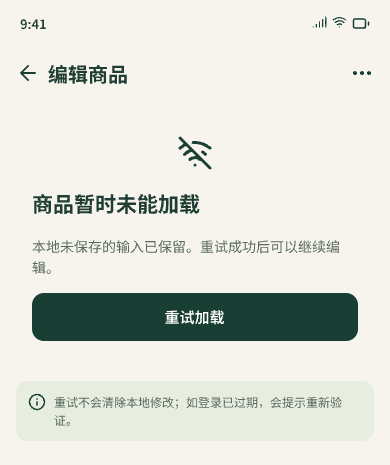 9:41
编辑商品
商品暂时未能加载
本地未保存的输入已保留。重试成功后可以继续编
辑。
重试加载
重试不会清除本地修改；如登录已过期，会提示重新验
证。